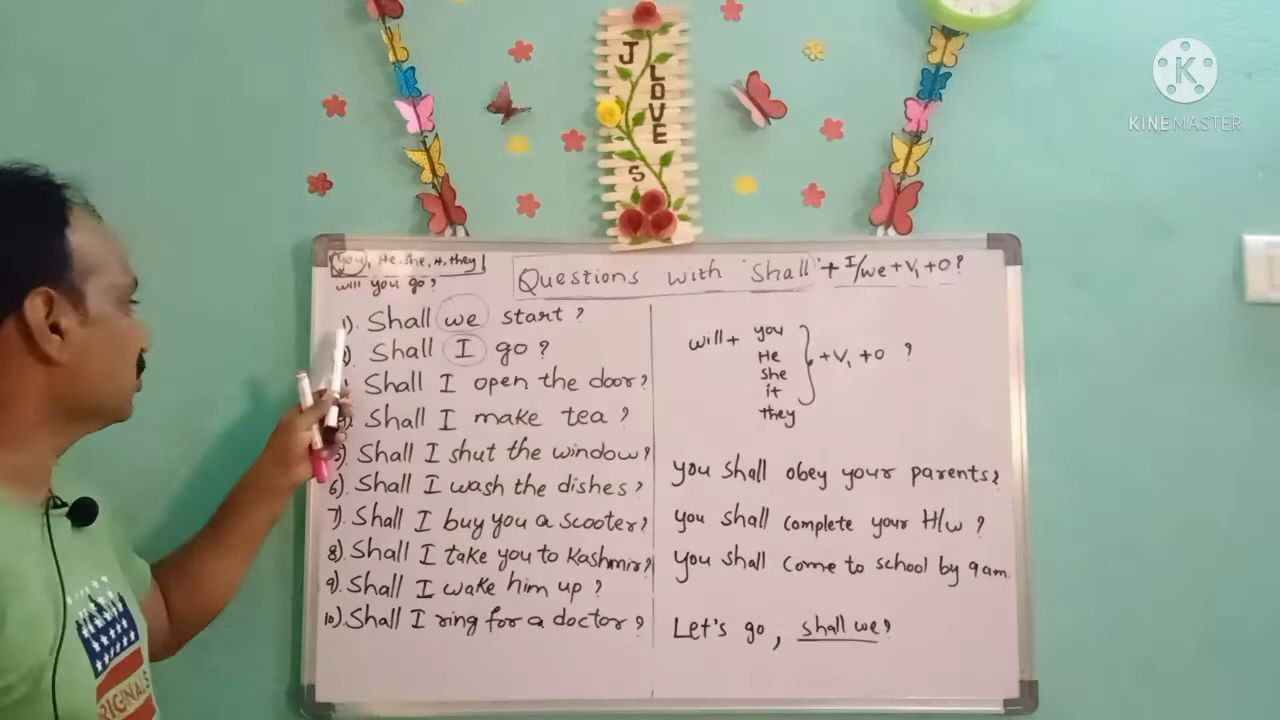 J LOVE S
KINEMASTER
You, He, she, it, they
will you go?
Questions with 'Shall' + I/we + V1 + O?
1). Shall we start ?
Shall I go ?
Shall I open the door?
Shall I make tea ?
5). Shall I shut the window?
6). Shall I wash the dishes?
7). Shall I buy you a scooter?
8). Shall I take you to Kashmir?
9). Shall I wake him up ?
10). Shall I ring for a doctor ?
will + you
He
she
it
they
+ V1 + O ?
you shall obey your parents?
you shall complete your H/w ?
you shall come to school by 9am.
Let's go, shall we?
ORIGINALS